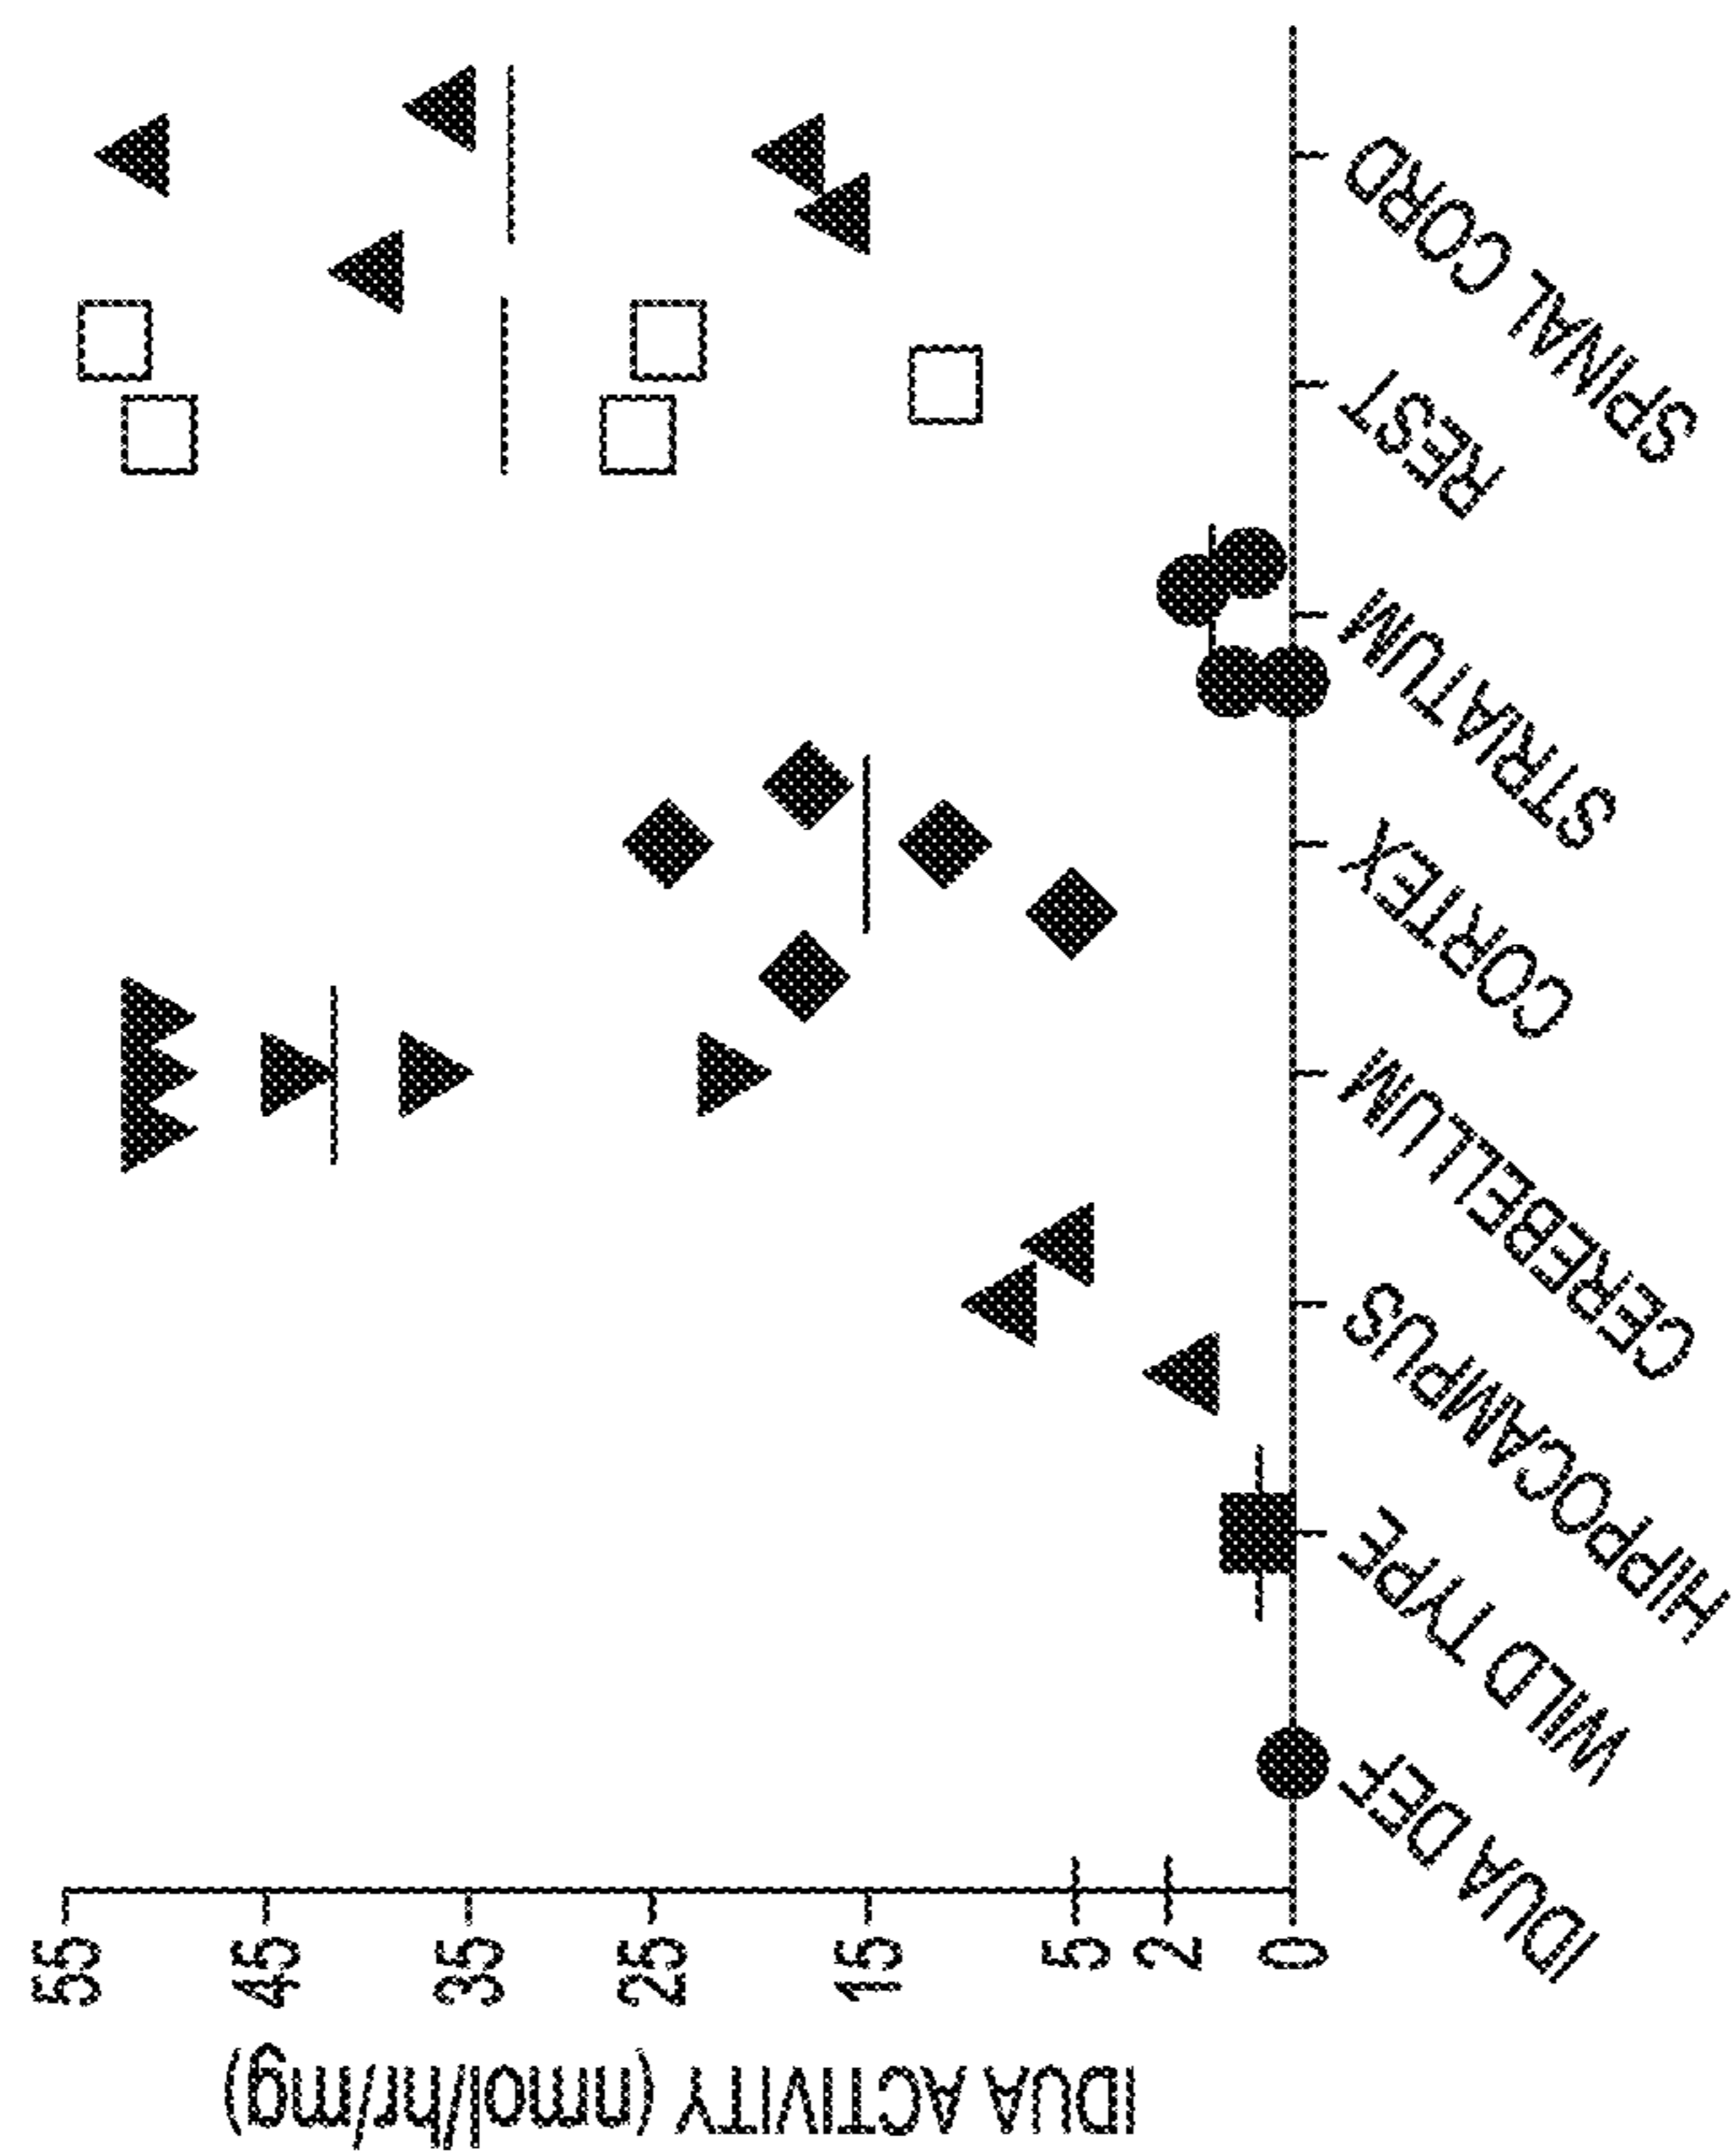 IDUA ACTIVITY (nmol/hr/mg)
55
45
35
25
15
5
2
0
IDUA DEF
WILD TYPE
HIPPOCAMPUS
CEREBELLUM
CORTEX
STRIATUM
REST
SPINAL CORD